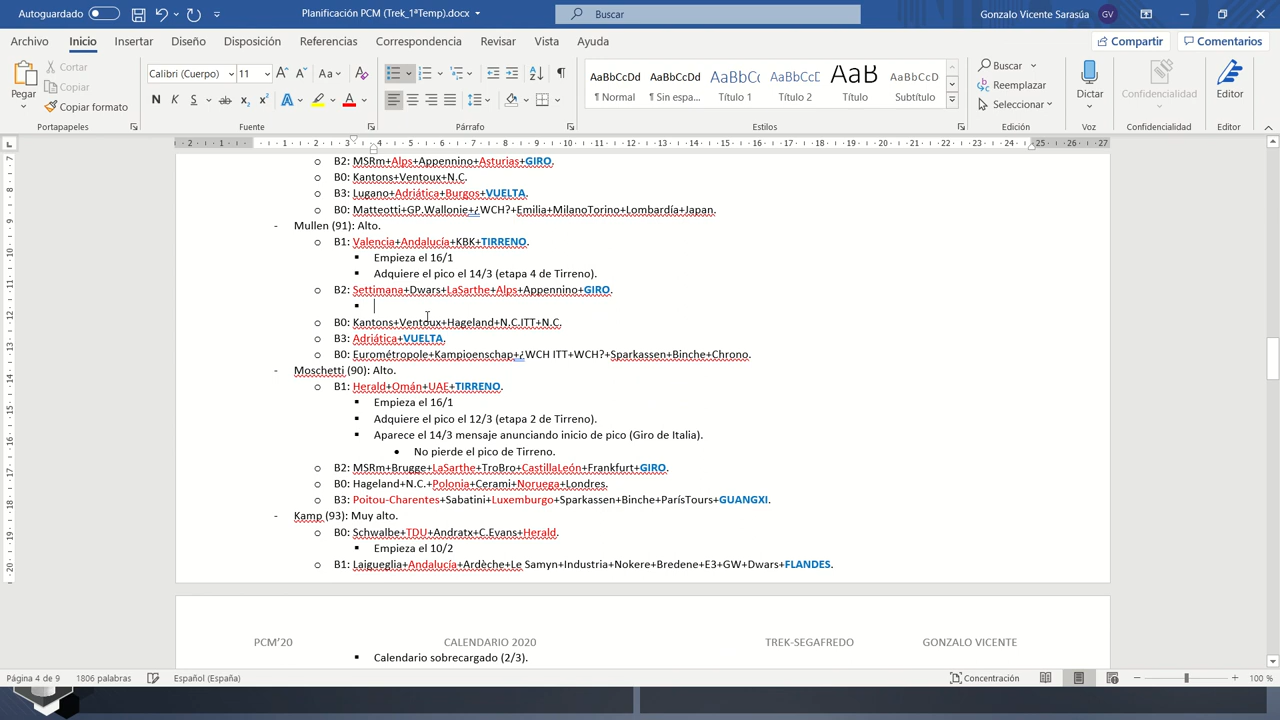 Autoguardado
Planificación PCM (Trek_1ªTemp).docx
Buscar
Gonzalo Vicente Sarasúa
GV
Archivo Inicio Insertar Diseño Disposición Referencias Correspondencia Revisar Vista Ayuda
Compartir
Comentarios
Pegar
Cortar
Copiar
Copiar formato
Portapapeles
Calibri (Cuerpo) 11
N K S
Fuente
Párrafo
AaBbCcDd
¶ Normal
AaBbCcDd
¶ Sin espa...
AaBbCc
Título 1
AaBbCcE
Título 2
AaB
Título
AaBbCcD
Subtítulo
Estilos
Buscar
Reemplazar
Seleccionar
Edición
Dictar
Voz
Confidencialidad
Confidencialidad
Editor
Editor
o B2: MSRm+Alps+Appennino+Asturias+GIRO.
o B0: Kantons+Ventoux+N.C.
o B3: Lugano+Adriática+Burgos+VUELTA.
o B0: Matteotti+GP.Wallonie+¿WCH?+Emilia+MilanoTorino+Lombardía+Japan.
- Mullen (91): Alto.
o B1: Valencia+Andalucía+KBK+TIRRENO.
▪ Empieza el 16/1
▪ Adquiere el pico el 14/3 (etapa 4 de Tirreno).
o B2: Settimana+Dwars+LaSarthe+Alps+Appennino+GIRO.
▪
o B0: Kantons+Ventoux+Hageland+N.C.ITT+N.C.
o B3: Adriática+VUELTA.
o B0: Eurométropole+Kampioenschap+¿WCH ITT+WCH?+Sparkassen+Binche+Chrono.
- Moschetti (90): Alto.
o B1: Herald+Omán+UAE+TIRRENO.
▪ Empieza el 16/1
▪ Adquiere el pico el 12/3 (etapa 2 de Tirreno).
▪ Aparece el 14/3 mensaje anunciando inicio de pico (Giro de Italia).
• No pierde el pico de Tirreno.
o B2: MSRm+Brugge+LaSarthe+TroBro+CastillaLeón+Frankfurt+GIRO.
o B0: Hageland+N.C.+Polonia+Cerami+Noruega+Londres.
o B3: Poitou-Charentes+Sabatini+Luxemburgo+Sparkassen+Binche+ParísTours+GUANGXI.
- Kamp (93): Muy alto.
o B0: Schwalbe+TDU+Andratx+C.Evans+Herald.
▪ Empieza el 10/2
o B1: Laigueglia+Andalucía+Ardèche+Le Samyn+Industria+Nokere+Bredene+E3+GW+Dwars+FLANDES.
PCM'20 CALENDARIO 2020 TREK-SEGAFREDO GONZALO VICENTE
▪ Calendario sobrecargado (2/3).
Página 4 de 9 1806 palabras Español (España) Concentración 100 %